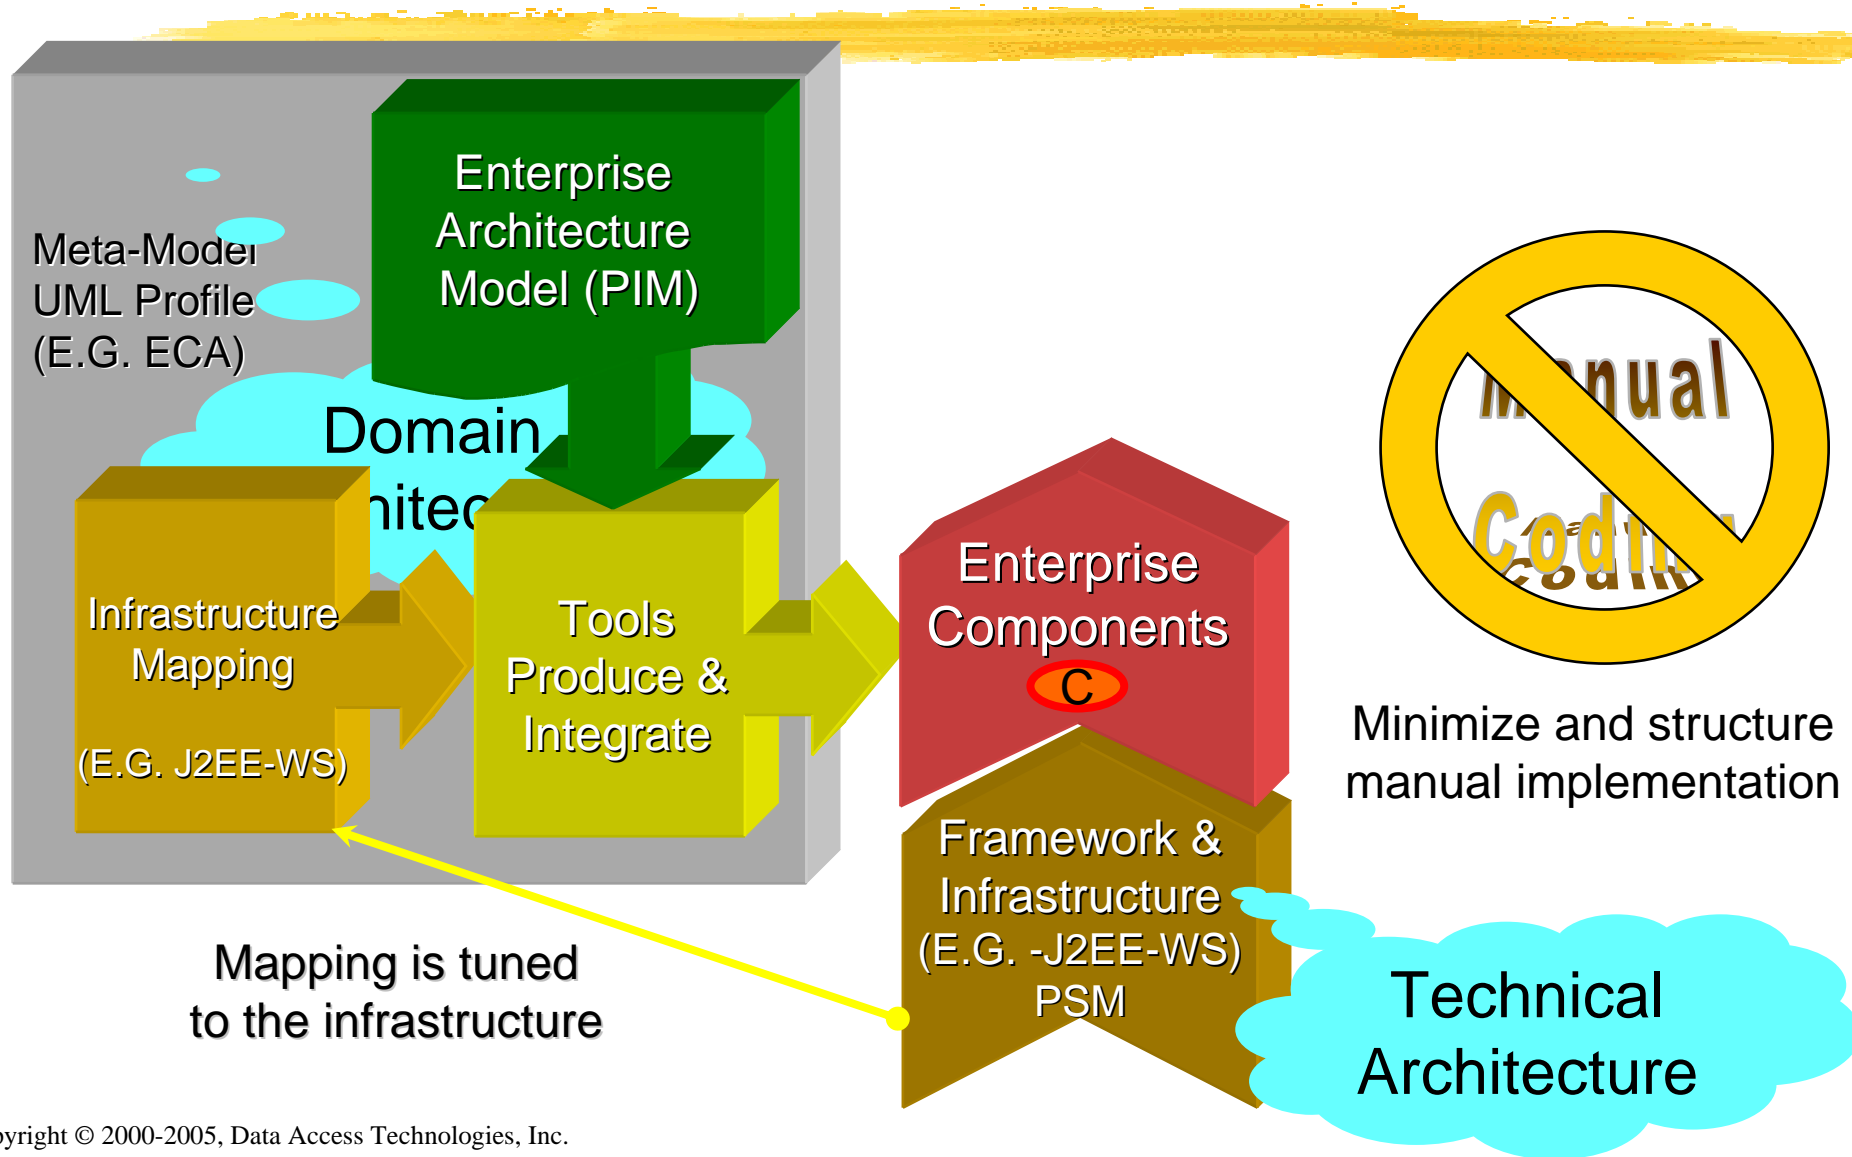 Enterprise
Architecture
Model (PIM)
Meta-Model
UML Profile
(E.G. ECA)
Domain
Infrastructure
Mapping
(E.G. J2EE-WS)
Tools
Produce &
Integrate
Enterprise
Components
C
Manual
Minimize and structure
manual implementation
Framework &
Infrastructure
(E.G. -J2EE-WS)
PSM
Mapping is tuned
to the infrastructure
Technical
Architecture
© 2000-2005, Data Access Technologies, Inc.